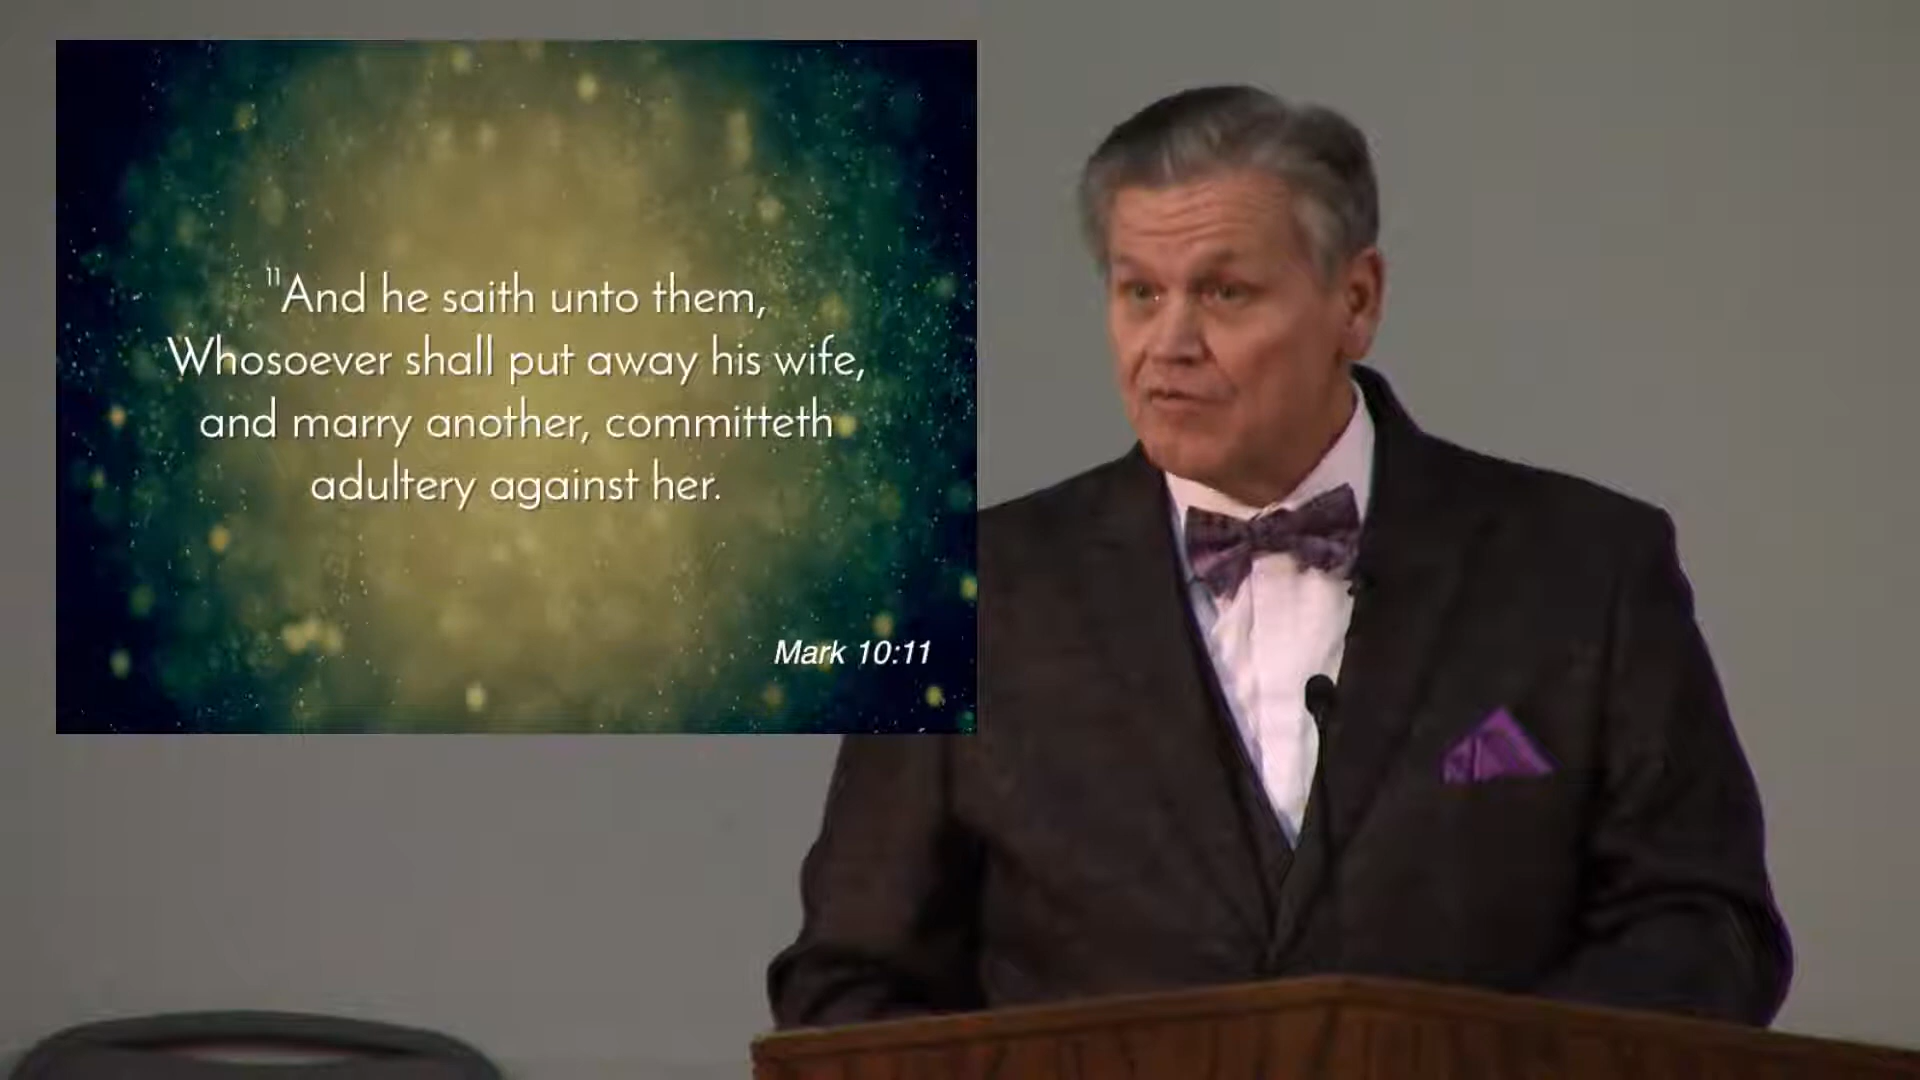 11And he saith unto them,
Whosoever shall put away his wife,
and marry another, committeth
adultery against her.
Mark 10:11